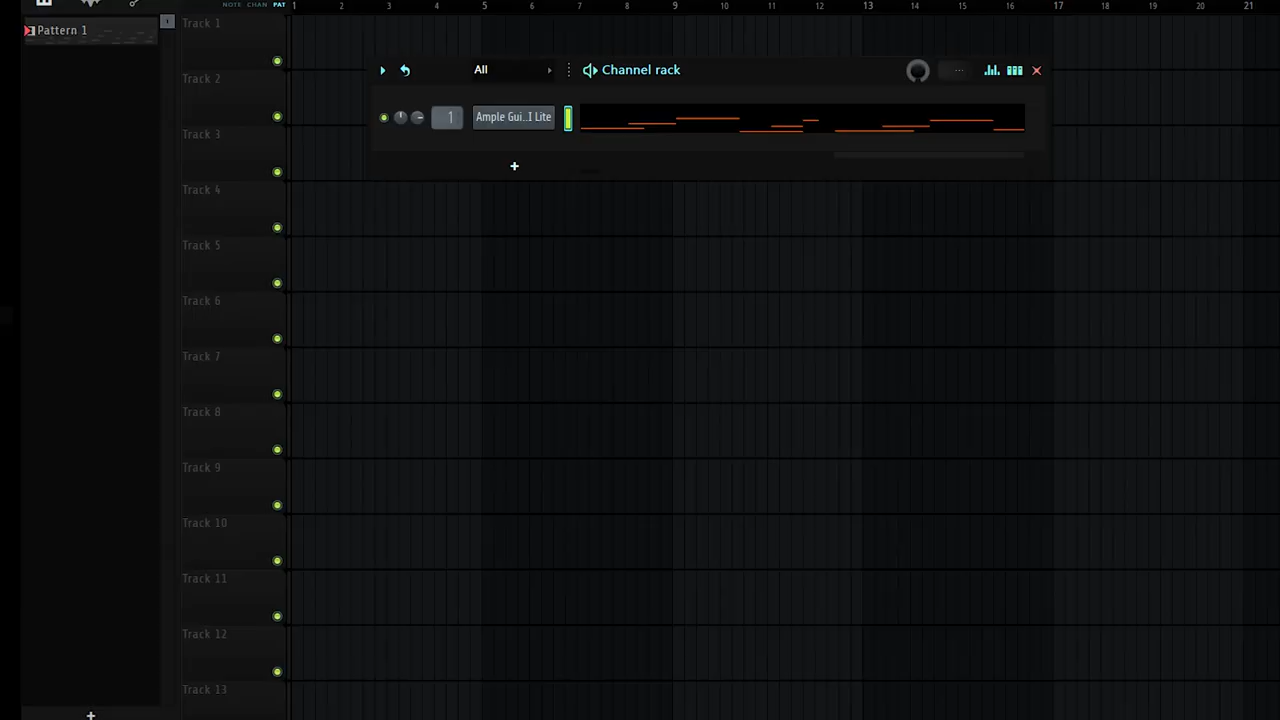 NOTE CHAN PAT
1 2 3 4 5 6 7 8 9 10 11 12 13 14 15 16 17 18 19 20 21
Pattern 1
Track 1
All
Channel rack
Track 2
1
Ample Gui..I Lite
Track 3
Track 4
Track 5
Track 6
Track 7
Track 8
Track 9
Track 10
Track 11
Track 12
Track 13